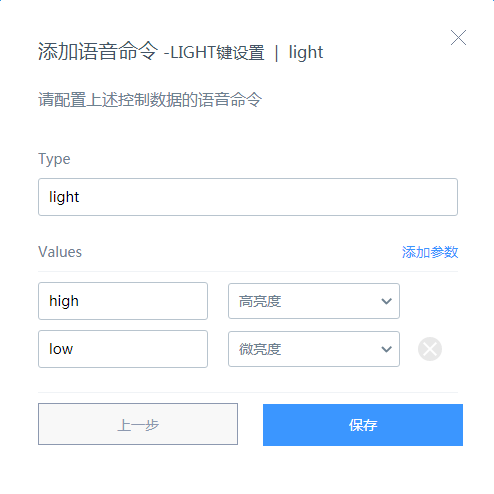 添加语音命令 -LIGHT键设置 | light
请配置上述控制数据的语音命令
Type
light
Values 添加参数
high 高亮度
low 微亮度
上一步 保存